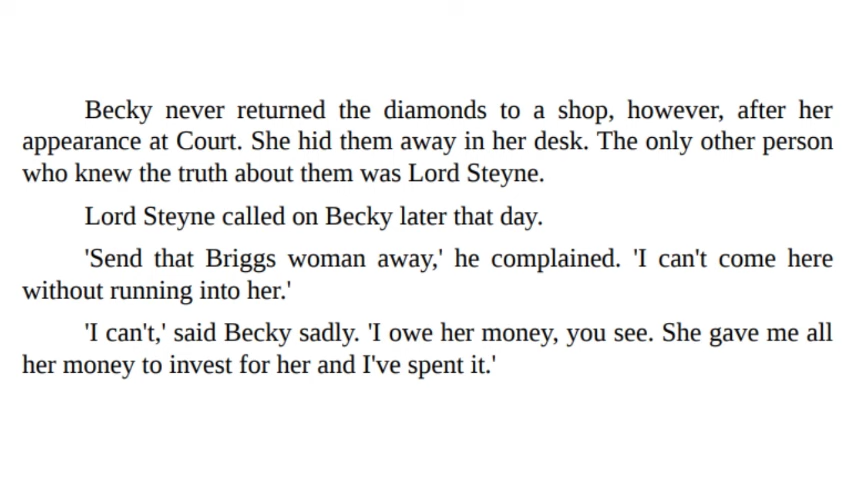 Becky never returned the diamonds to a shop, however, after her
appearance at Court. She hid them away in her desk. The only other person
who knew the truth about them was Lord Steyne.
Lord Steyne called on Becky later that day.
'Send that Briggs woman away,' he complained. 'I can't come here
without running into her.'
'I can't,' said Becky sadly. 'I owe her money, you see. She gave me all
her money to invest for her and I've spent it.'